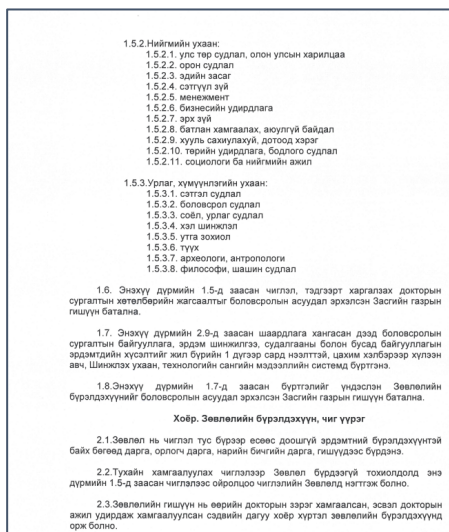 1.5.2.Нийгмийн ухаан:
1.5.2.1. улс төр судлал, олон улсын харилцаа
1.5.2.2. орон судлал
1.5.2.3. эдийн засаг
1.5.2.4. сэтгүүл зүй
1.5.2.5. менежмент
1.5.2.6. бизнесийн удирдлага
1.5.2.7. эрх зүй
1.5.2.8. батлан хамгаалах, аюулгүй байдал
1.5.2.9. хууль сахиулахуй, дотоод хэрэг
1.5.2.10. төрийн удирдлага, бодлого судлал
1.5.2.11. социологи ба нийгмийн ажил
1.5.3.Урлаг, хүмүүнлэгийн ухаан:
1.5.3.1. сэтгэл судлал
1.5.3.2. боловсрол судлал
1.5.3.3. соёл, урлаг судлал
1.5.3.4. хэл шинжлэл
1.5.3.5. утга зохиол
1.5.3.6. түүх
1.5.3.7. археологи, антропологи
1.5.3.8. философи, шашин судлал
1.6. Энэхүү дүрмийн 1.5-д заасан чиглэл, тэдгээрт харгалзах докторын
сургалтын хөтөлбөрийн жагсаалтыг боловсролын асуудал эрхэлсэн Засгийн газрын
гишүүн батална.
1.7. Энэхүү дүрмийн 2.9-д заасан шаардлага хангасан дээд боловсролын
сургалтын байгууллага, эрдэм шинжилгээ, судалгааны болон бусад байгууллагын
эрдэмтдийн хүсэлтийг жил бүрийн 1 дүгээр сард нээлттэй, цахим хэлбэрээр хүлээн
авч, Шинжлэх ухаан, технологийн сангийн мэдээллийн системд бүртгэнэ.
1.8.Энэхүү дүрмийн 1.7-д заасан бүртгэлийг үндэслэн Зөвлөлийн
бүрэлдэхүүнийг боловсролын асуудал эрхэлсэн Засгийн газрын гишүүн батална.
Хоёр. Зөвлөлийн бүрэлдэхүүн, чиг үүрэг
2.1.Зөвлөл нь чиглэл тус бүрээр есөөс доошгүй эрдэмтний бүрэлдэхүүнтэй
байх бөгөөд дарга, орлогч дарга, нарийн бичгийн дарга, гишүүдээс бүрдэнэ.
2.2.Тухайн хамгаалуулах чиглэлээр Зөвлөл бүрдээгүй тохиолдолд энэ
дүрмийн 1.5-д заасан чиглэлээс ойролцоо чиглэлийн Зөвлөлд нэгтгэж болно.
2.3.Зөвлөлийн гишүүн нь өөрийн докторын зэрэг хамгаалсан, эсвэл докторын
ажил удирдаж хамгаалуулсан сэдвийн дагуу хоёр хүртэл зөвлөлийн бүрэлдэхүүнд
орж болно.